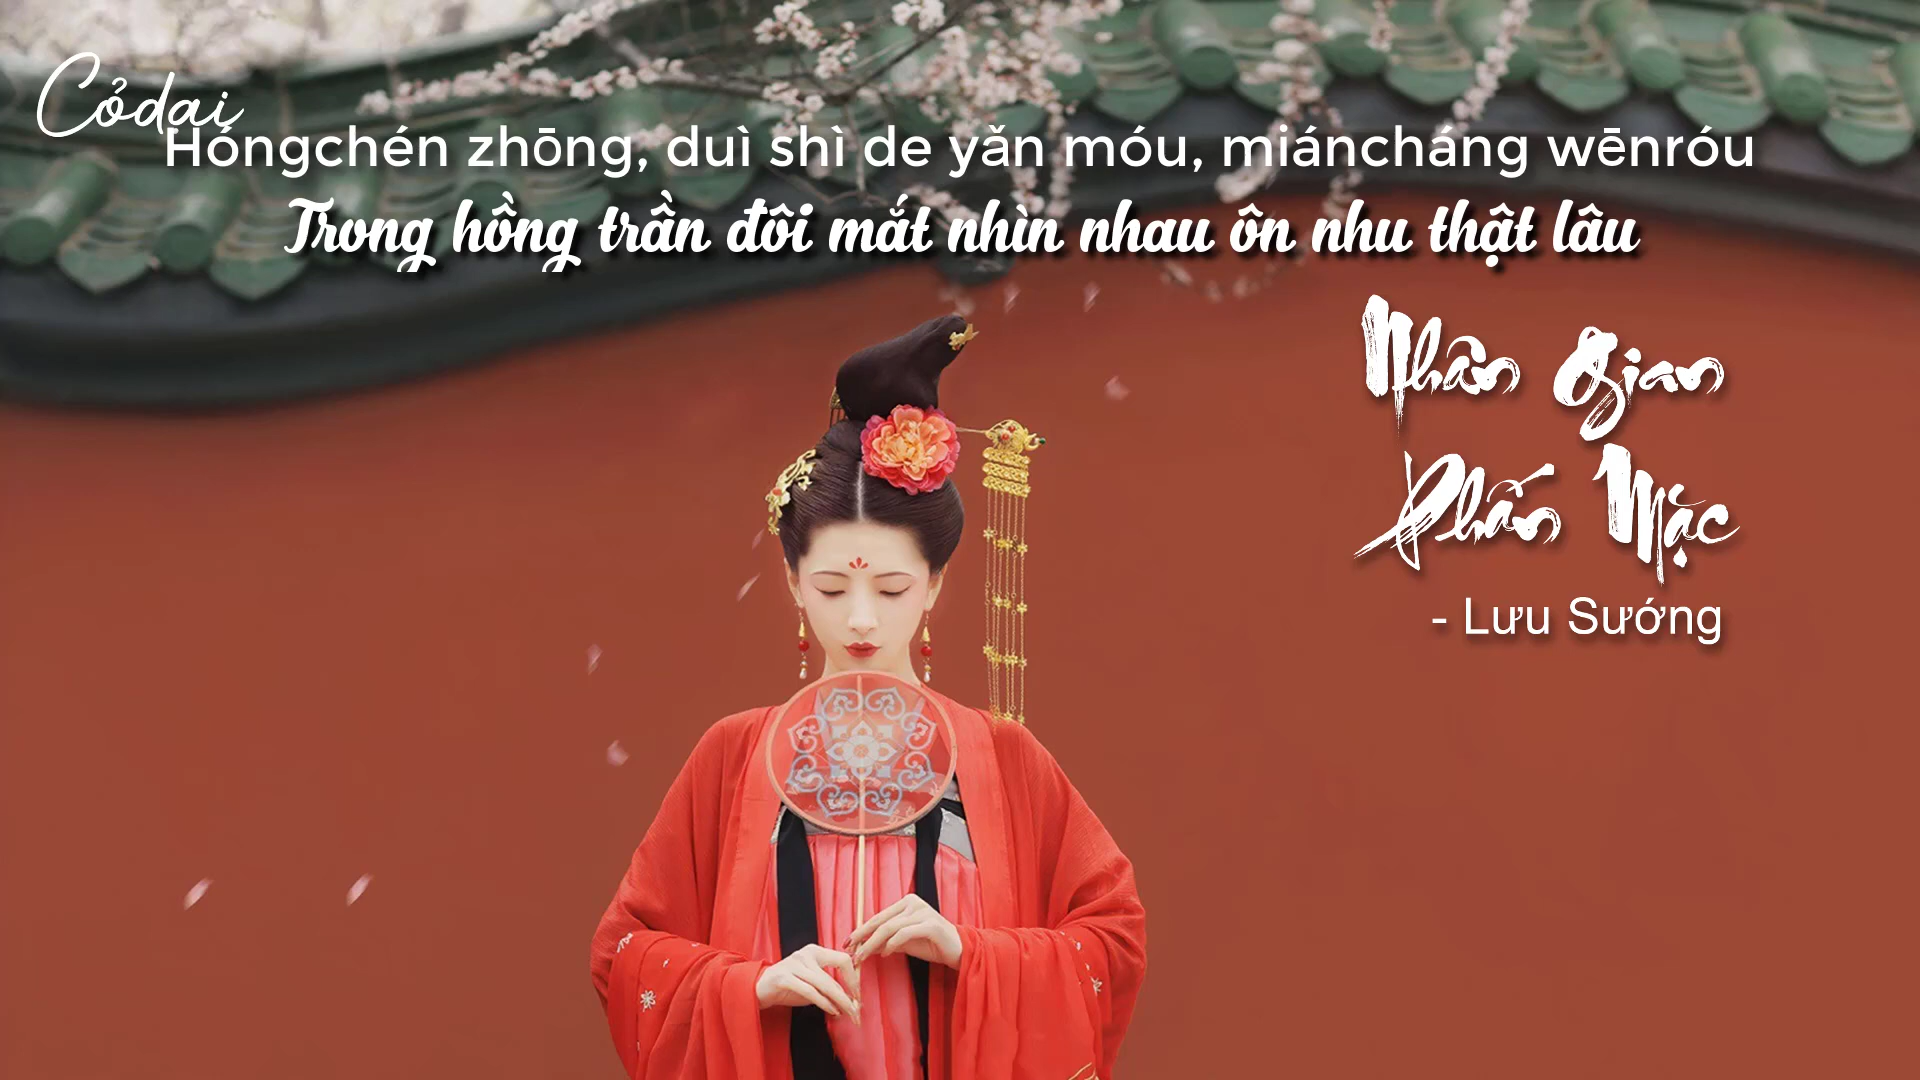 Cỏdại
Hóngchén zhōng, duì shì de yǎn móu, miáncháng wēnróu
Trong hồng trần đôi mắt nhìn nhau ôn nhu thật lâu
Nhân Gian
Phấn Mặc
- Lưu Sướng